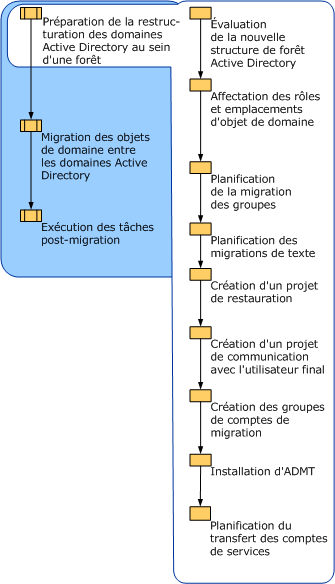 Préparation de la restruc-
turation des domaines
Active Directory au sein
d'une forêt
Migration des objets
de domaine entre
les domaines Active
Directory
Exécution des tâches
post-migration
Évaluation
de la nouvelle
structure de forêt
Active Directory
Affectation des rôles
et emplacements
d'objet de domaine
Planification
de la migration
des groupes
Planification des
migrations de texte
Création d'un projet
de restauration
Création d'un projet
de communication
avec l'utilisateur final
Création des groupes
de comptes de
migration
Installation d'ADMT
Planification du
transfert des comptes
de services